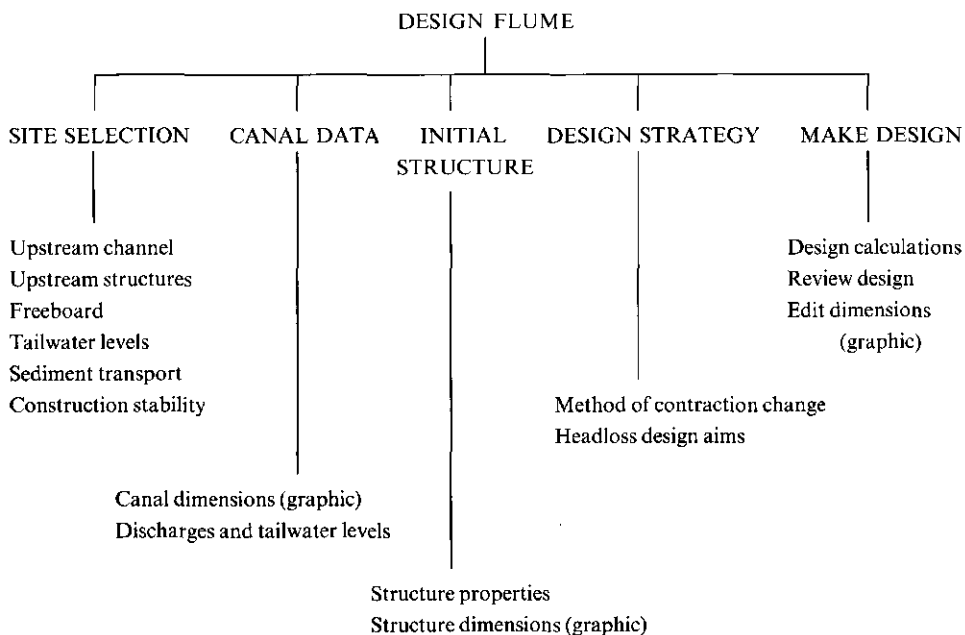 DESIGN FLUME
SITE SELECTION
CANAL DATA
INITIAL
STRUCTURE
DESIGN STRATEGY
MAKE DESIGN
Upstream channel
Upstream structures
Freeboard
Tailwater levels
Sediment transport
Construction stability
Canal dimensions (graphic)
Discharges and tailwater levels
Structure properties
Structure dimensions (graphic)
Method of contraction change
Headloss design aims
Design calculations
Review design
Edit dimensions
(graphic)